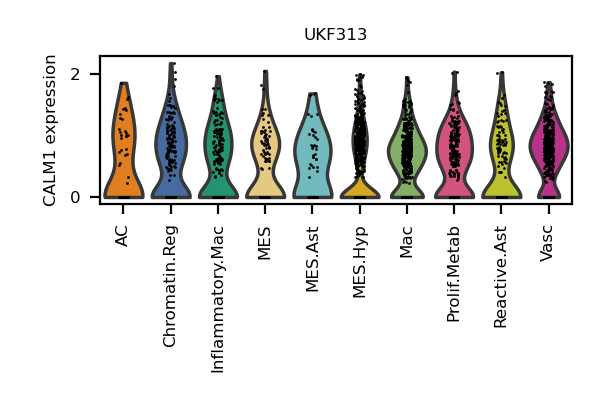 UKF313
CALM1 expression
2
0
AC
Chromatin.Reg
Inflammatory.Mac
MES
MES.Ast
MES.Hyp
Mac
Prolif.Metab
Reactive.Ast
Vasc